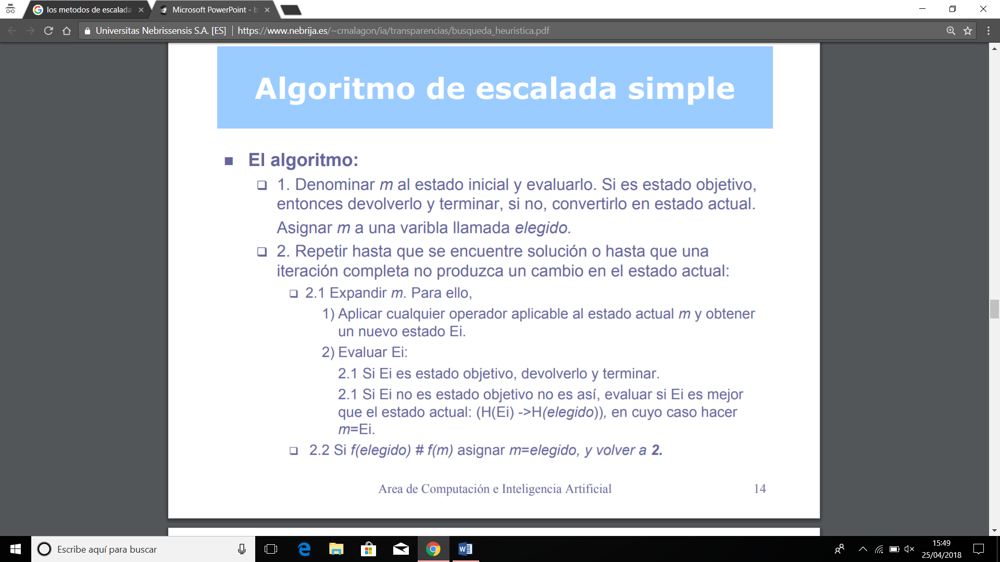 los metodos de escalada
Microsoft PowerPoint - b
Universitas Nebrissensis S.A. [ES]
https://www.nebrija.es/~cmalagon/ia/transparencias/busqueda_heuristica.pdf
Algoritmo de escalada simple
El algoritmo:
1. Denominar m al estado inicial y evaluarlo. Si es estado objetivo,
entonces devolverlo y terminar, si no, convertirlo en estado actual.
Asignar m a una varibla llamada elegido.
2. Repetir hasta que se encuentre solución o hasta que una
iteración completa no produzca un cambio en el estado actual:
2.1 Expandir m. Para ello,
1) Aplicar cualquier operador aplicable al estado actual m y obtener
un nuevo estado Ei.
2) Evaluar Ei:
2.1 Si Ei es estado objetivo, devolverlo y terminar.
2.1 Si Ei no es estado objetivo no es así, evaluar si Ei es mejor
que el estado actual: (H(Ei) ->H(elegido)), en cuyo caso hacer
m=Ei.
2.2 Si f(elegido) # f(m) asignar m=elegido, y volver a 2.
Area de Computación e Inteligencia Artificial
14
Escribe aquí para buscar
15:49
25/04/2018